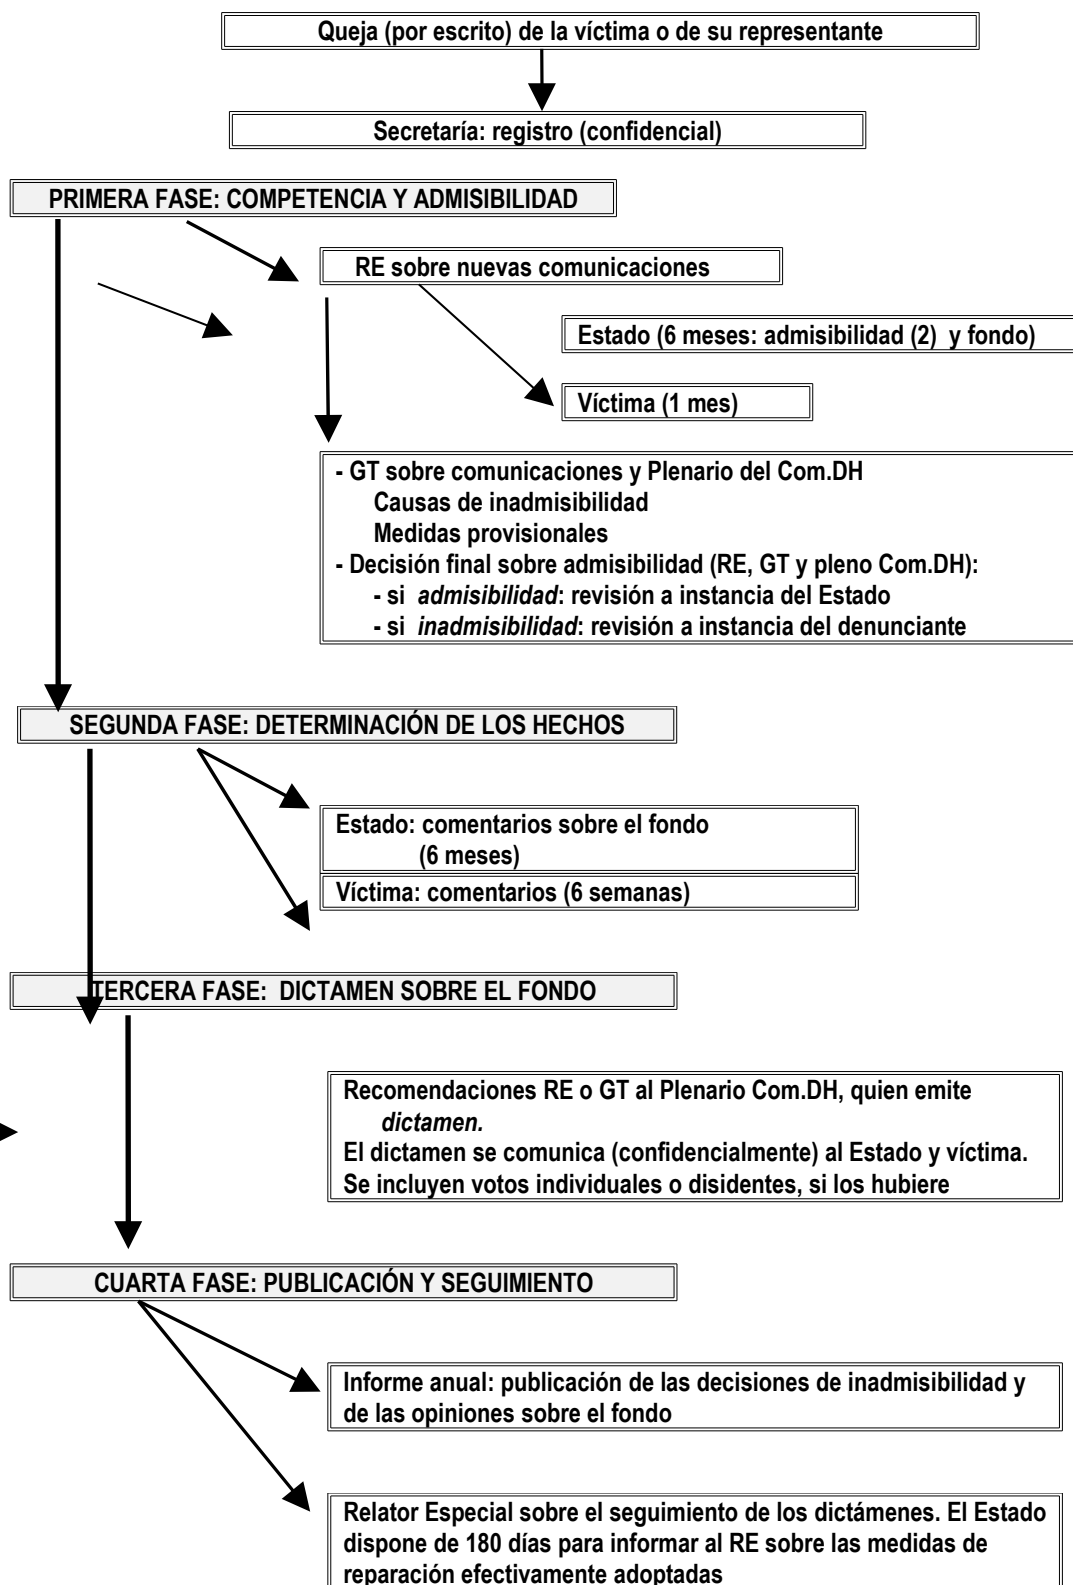 Queja (por escrito) de la víctima o de su representante
Secretaría: registro (confidencial)
PRIMERA FASE: COMPETENCIA Y ADMISIBILIDAD
RE sobre nuevas comunicaciones
Estado (6 meses: admisibilidad (2) y fondo)
Víctima (1 mes)
- GT sobre comunicaciones y Plenario del Com.DH
Causas de inadmisibilidad
Medidas provisionales
- Decisión final sobre admisibilidad (RE, GT y pleno Com.DH):
- si admisibilidad: revisión a instancia del Estado
- si inadmisibilidad: revisión a instancia del denunciante
SEGUNDA FASE: DETERMINACIÓN DE LOS HECHOS
Estado: comentarios sobre el fondo
(6 meses)
Víctima: comentarios (6 semanas)
TERCERA FASE: DICTAMEN SOBRE EL FONDO
Recomendaciones RE o GT al Plenario Com.DH, quien emite
dictamen.
El dictamen se comunica (confidencialmente) al Estado y víctima.
Se incluyen votos individuales o disidentes, si los hubiere
CUARTA FASE: PUBLICACIÓN Y SEGUIMIENTO
Informe anual: publicación de las decisiones de inadmisibilidad y
de las opiniones sobre el fondo
Relator Especial sobre el seguimiento de los dictámenes. El Estado
dispone de 180 días para informar al RE sobre las medidas de
reparación efectivamente adoptadas